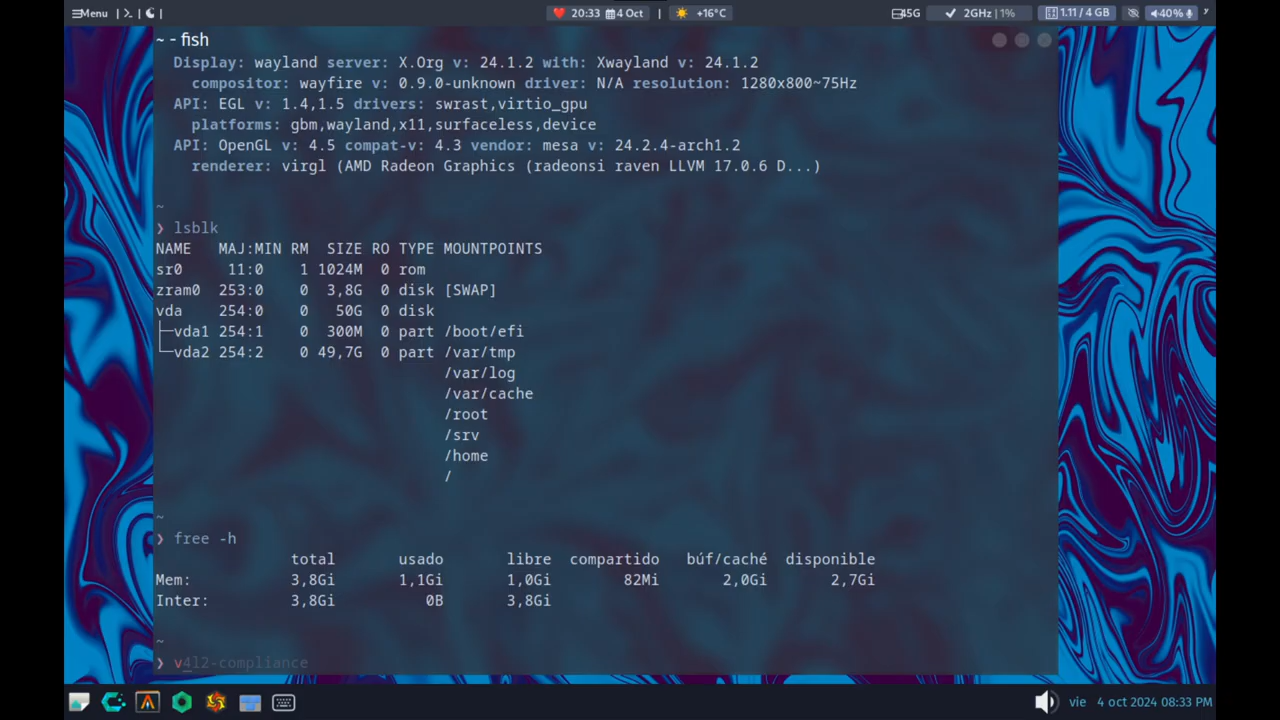 Menu | >_ | |
20:33 4 Oct | +16°C
45G 2GHz | 1% 1.11 / 4 GB 40%
~ - fish
Display: wayland server: X.Org v: 24.1.2 with: Xwayland v: 24.1.2
compositor: wayfire v: 0.9.0-unknown driver: N/A resolution: 1280x800~75Hz
API: EGL v: 1.4,1.5 drivers: swrast,virtio_gpu
platforms: gbm,wayland,x11,surfaceless,device
API: OpenGL v: 4.5 compat-v: 4.3 vendor: mesa v: 24.2.4-arch1.2
renderer: virgl (AMD Radeon Graphics (radeonsi raven LLVM 17.0.6 D...)
~
❯ lsblk
NAME MAJ:MIN RM SIZE RO TYPE MOUNTPOINTS
sr0 11:0 1 1024M 0 rom
zram0 253:0 0 3,8G 0 disk [SWAP]
vda 254:0 0 50G 0 disk
├─vda1 254:1 0 300M 0 part /boot/efi
└─vda2 254:2 0 49,7G 0 part /var/tmp
/var/log
/var/cache
/root
/srv
/home
/
~
❯ free -h
total usado libre compartido búf/caché disponible
Mem: 3,8Gi 1,1Gi 1,0Gi 82Mi 2,0Gi 2,7Gi
Inter: 3,8Gi 0B 3,8Gi
~
❯ v4l2-compliance
vie 4 oct 2024 08:33 PM